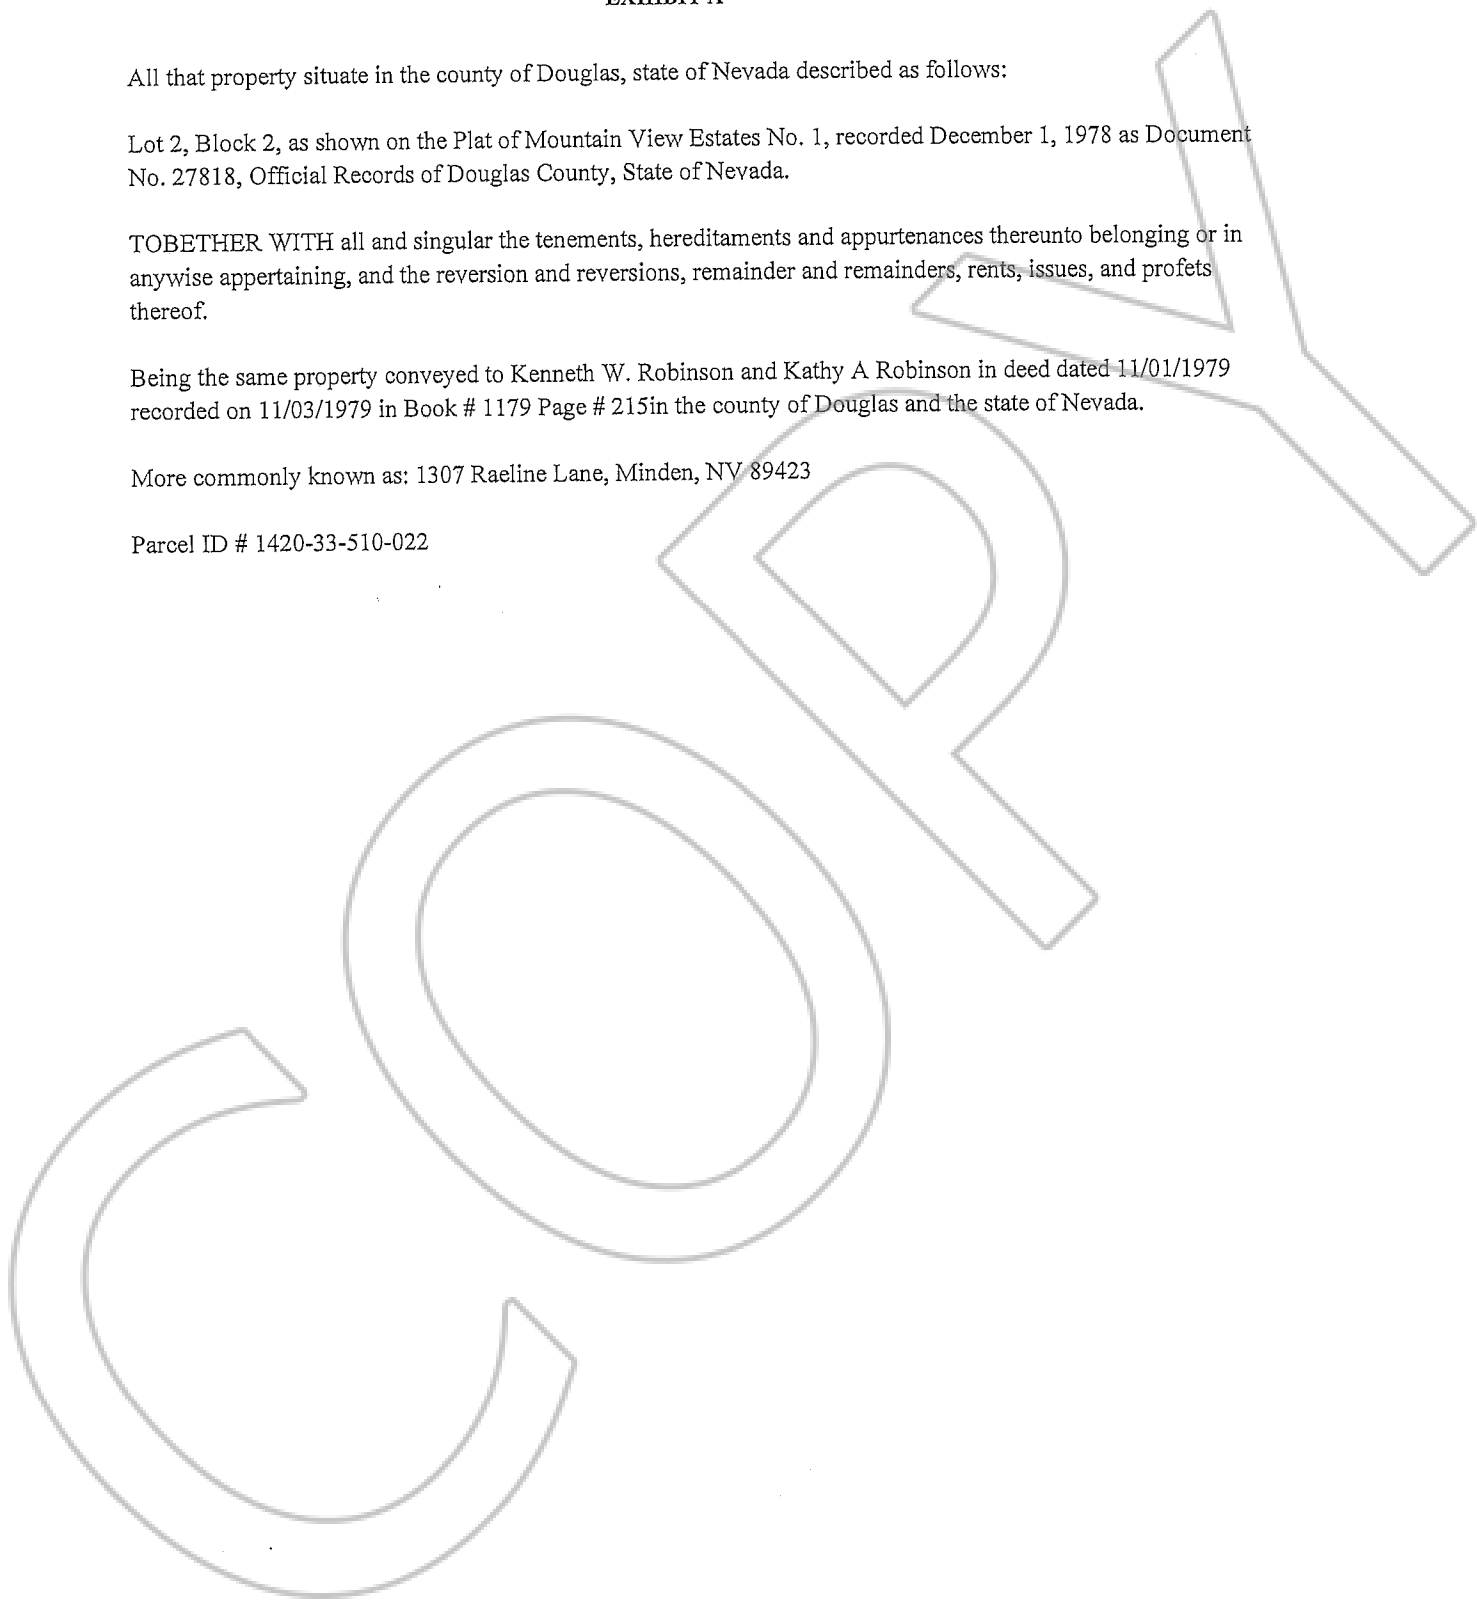 EXHIBIT A
All that property situate in the county of Douglas, state of Nevada described as follows:
Lot 2, Block 2, as shown on the Plat of Mountain View Estates No. 1, recorded December 1, 1978 as Document
No. 27818, Official Records of Douglas County, State of Nevada.
TOBETHER WITH all and singular the tenements, hereditaments and appurtenances thereunto belonging or in
anywise appertaining, and the reversion and reversions, remainder and remainders, rents, issues, and profets
thereof.
Being the same property conveyed to Kenneth W. Robinson and Kathy A Robinson in deed dated 11/01/1979
recorded on 11/03/1979 in Book # 1179 Page # 215in the county of Douglas and the state of Nevada.
More commonly known as: 1307 Raeline Lane, Minden, NV 89423
Parcel ID # 1420-33-510-022
COPY